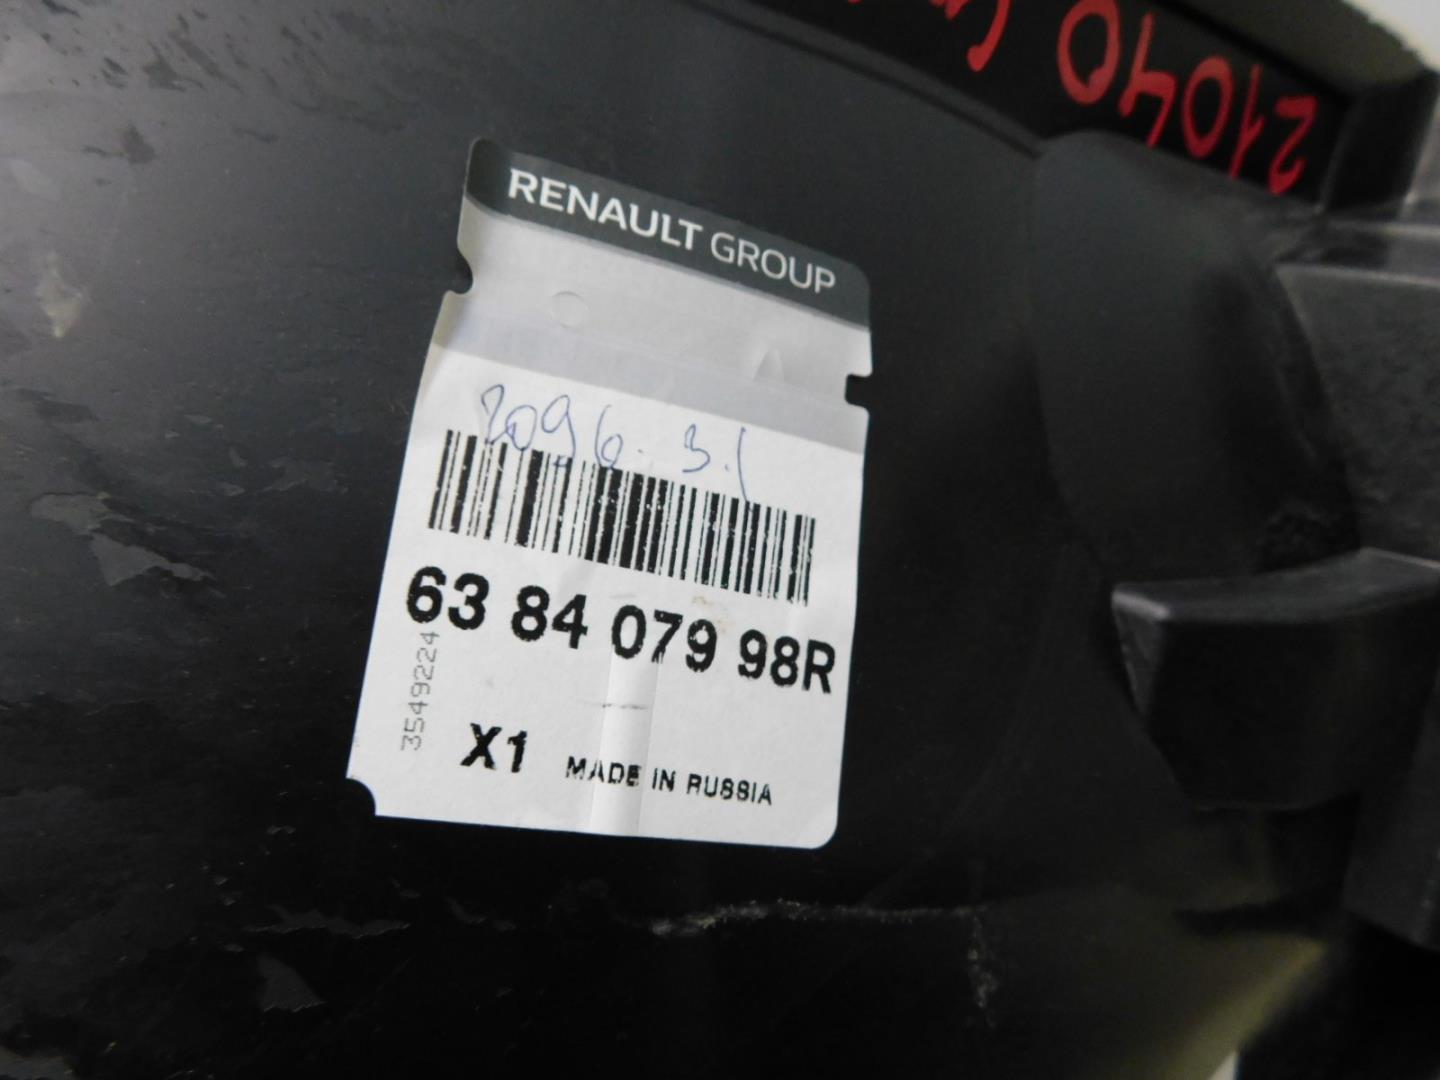 21040
RENAULT GROUP
2096. 3.1
63 84 079 98R
3549224
X1 MADE IN RUSSIA